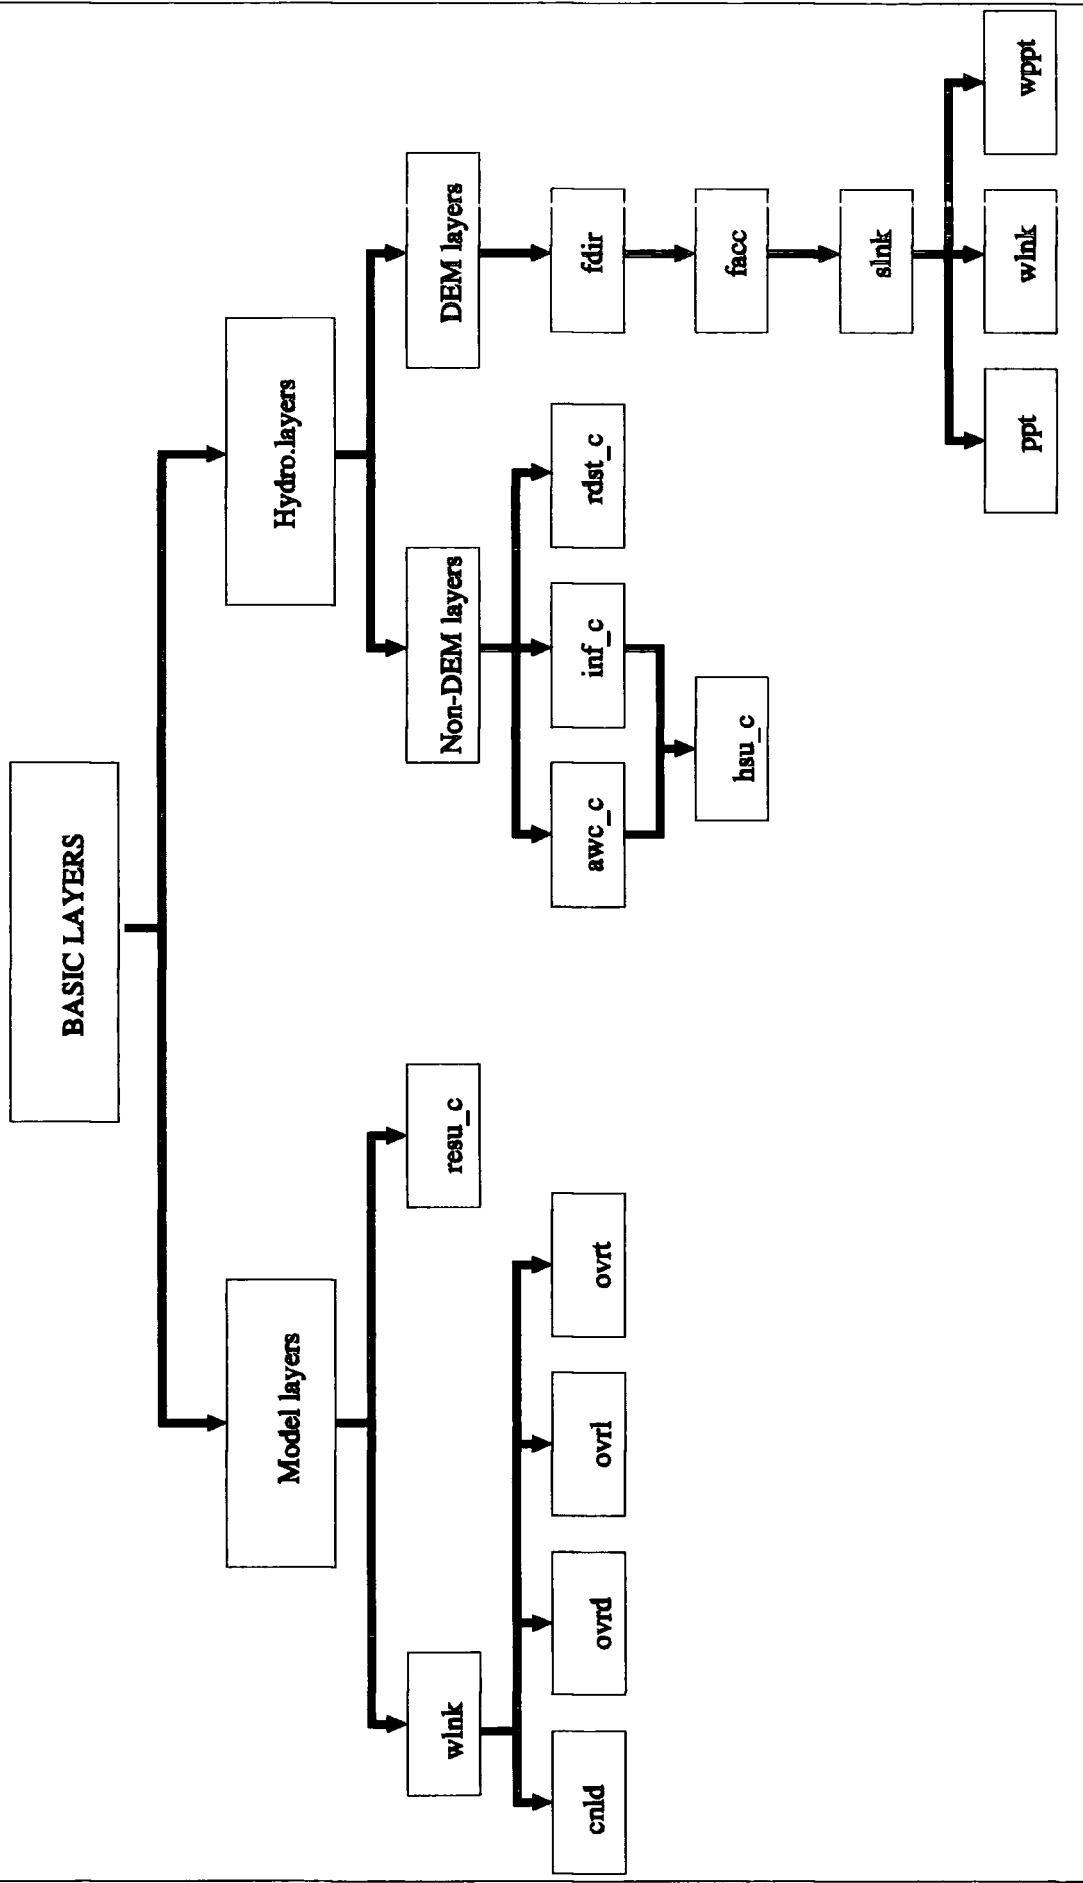 BASIC LAYERS
Model layers
Hydro.layers
wlnk
resu_c
Non-DEM layers
DEM layers
cnld
ovrd
ovrl
ovrt
awc_c
inf_c
rdst_c
fdir
hsu_c
facc
slnk
ppt
wlnk
wppt